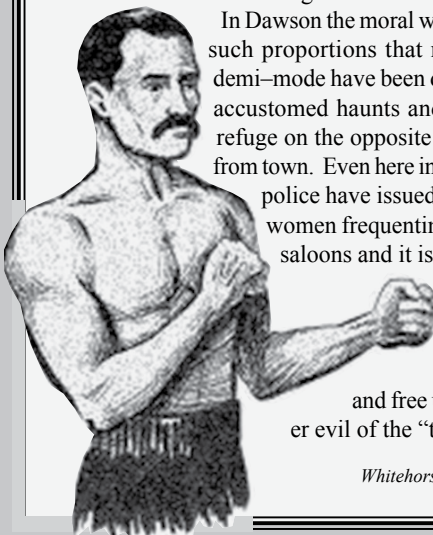 In Dawson the moral w
such proportions that
demi–mode have been
accustomed haunts and
refuge on the opposite
from town. Even here in
police have issued
women frequenting
saloons and it is
and free
er evil of the “t
Whitehors